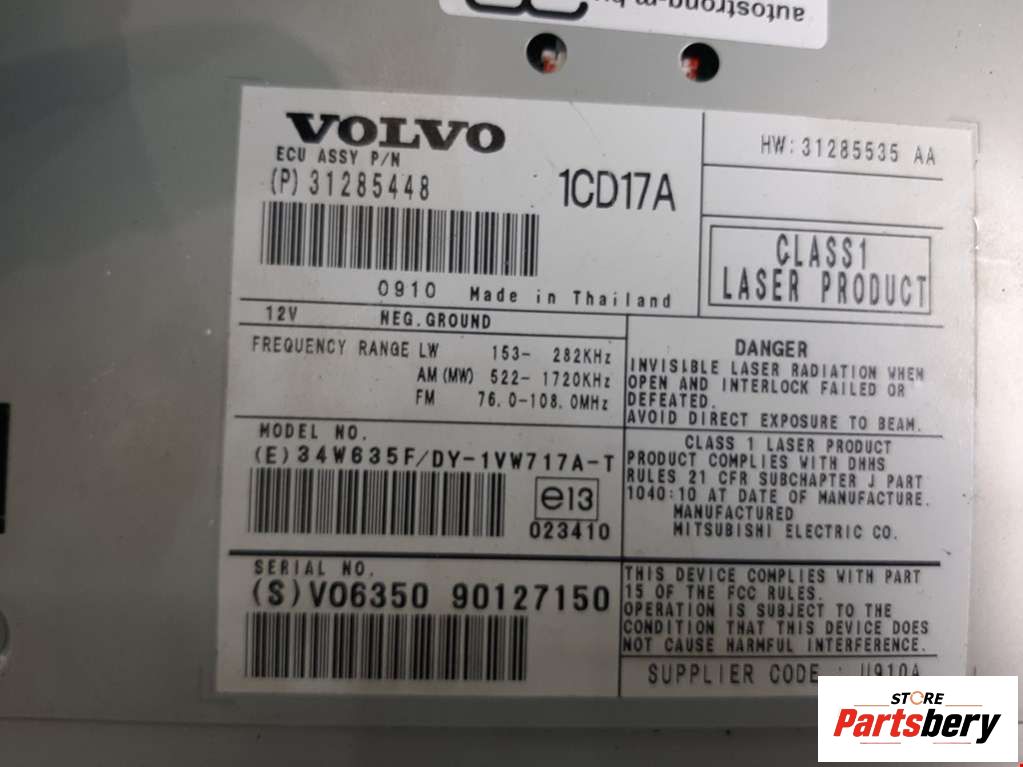 autostrong-m
VOLVO
ECU ASSY P/N
(P) 31285448
1CD17A
HW: 31285535 AA
CLASS1
LASER PRODUCT
0910 Made in Thailand
12V NEG. GROUND
FREQUENCY RANGE LW 153- 282KHz
AM (MW) 522- 1720KHz
FM 76.0-108.0MHz
DANGER
INVISIBLE LASER RADIATION WHEN
OPEN AND INTERLOCK FAILED OR
DEFEATED.
AVOID DIRECT EXPOSURE TO BEAM.
MODEL NO.
(E) 34W635F/DY-1VW717A-T
e13
023410
CLASS 1 LASER PRODUCT
PRODUCT COMPLIES WITH DHHS
RULES 21 CFR SUBCHAPTER J PART
1040:10 AT DATE OF MANUFACTURE.
MANUFACTURED
MITSUBISHI ELECTRIC CO.
SERIAL NO.
(S) V06350 90127150
THIS DEVICE COMPLIES WITH PART
15 OF THE FCC RULES.
OPERATION IS SUBJECT TO THE
CONDITION THAT THIS DEVICE DOES
NOT CAUSE HARMFUL INTERFERENCE.
SUPPLIER CODE : U910A
STORE
Partsbery